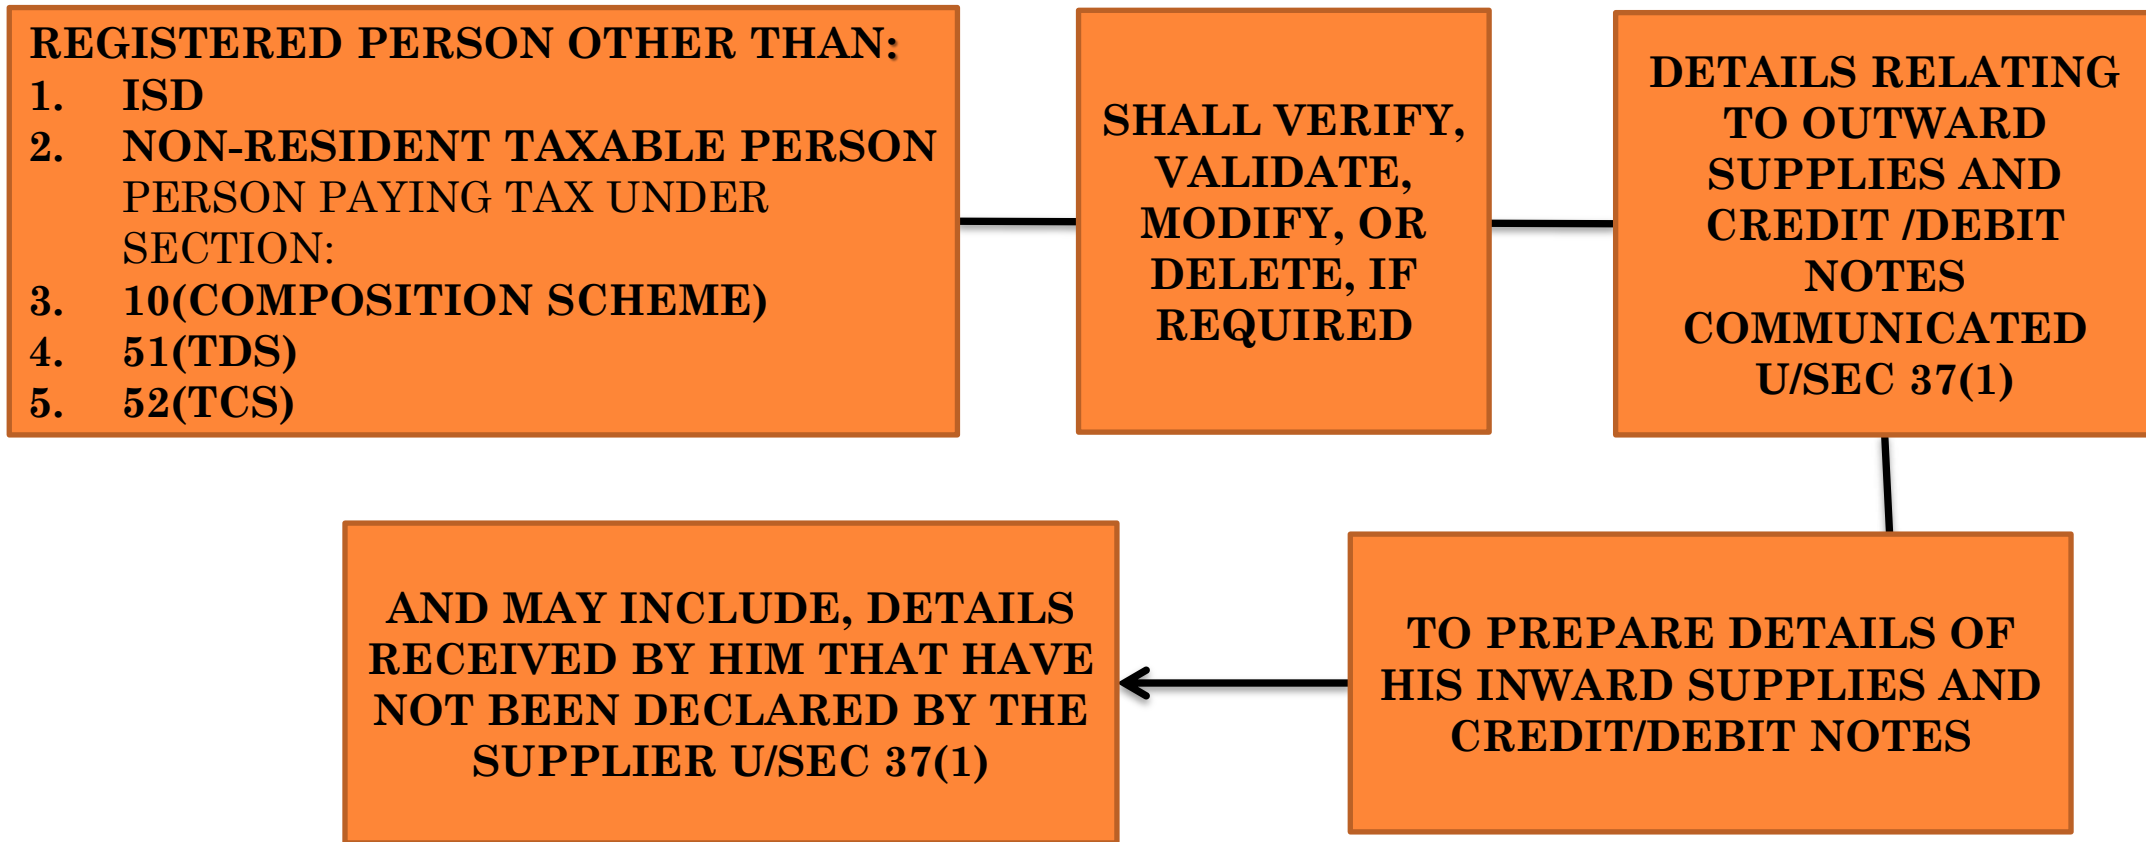 REGISTERED PERSON OTHER THAN:
1. ISD
2. NON-RESIDENT TAXABLE PERSON
PERSON PAYING TAX UNDER
SECTION:
3. 10(COMPOSITION SCHEME)
4. 51(TDS)
5. 52(TCS)
SHALL VERIFY,
VALIDATE,
MODIFY, OR
DELETE, IF
REQUIRED
DETAILS RELATING
TO OUTWARD
SUPPLIES AND
CREDIT /DEBIT
NOTES
COMMUNICATED
U/SEC 37(1)
TO PREPARE DETAILS OF
HIS INWARD SUPPLIES AND
CREDIT/DEBIT NOTES
AND MAY INCLUDE, DETAILS
RECEIVED BY HIM THAT HAVE
NOT BEEN DECLARED BY THE
SUPPLIER U/SEC 37(1)